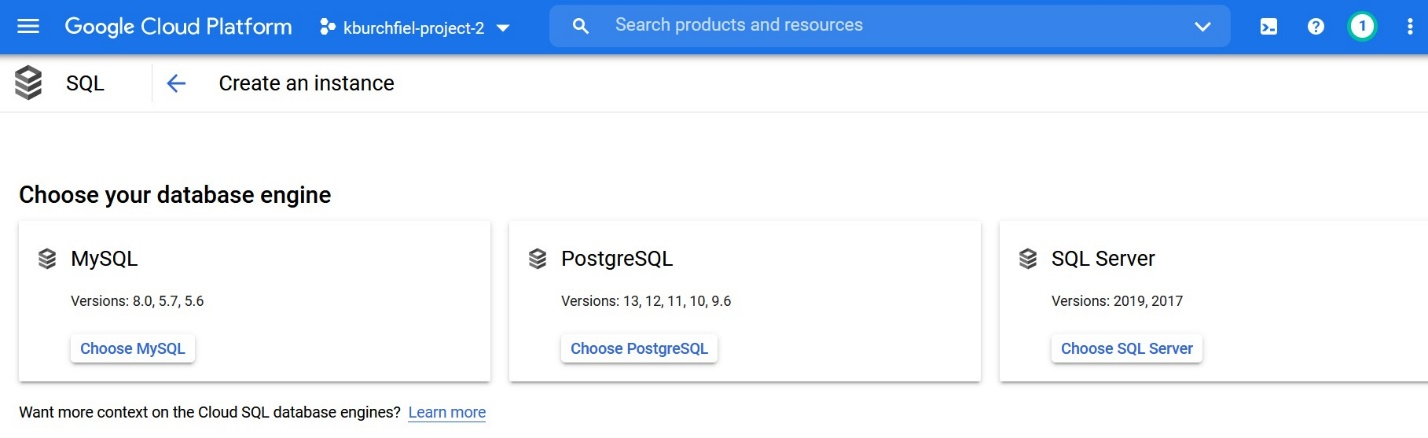 Google Cloud Platform kburchfiel-project-2 Search products and resources 1
SQL Create an instance
Choose your database engine
MySQL
Versions: 8.0, 5.7, 5.6
Choose MySQL
PostgreSQL
Versions: 13, 12, 11, 10, 9.6
Choose PostgreSQL
SQL Server
Versions: 2019, 2017
Choose SQL Server
Want more context on the Cloud SQL database engines? Learn more